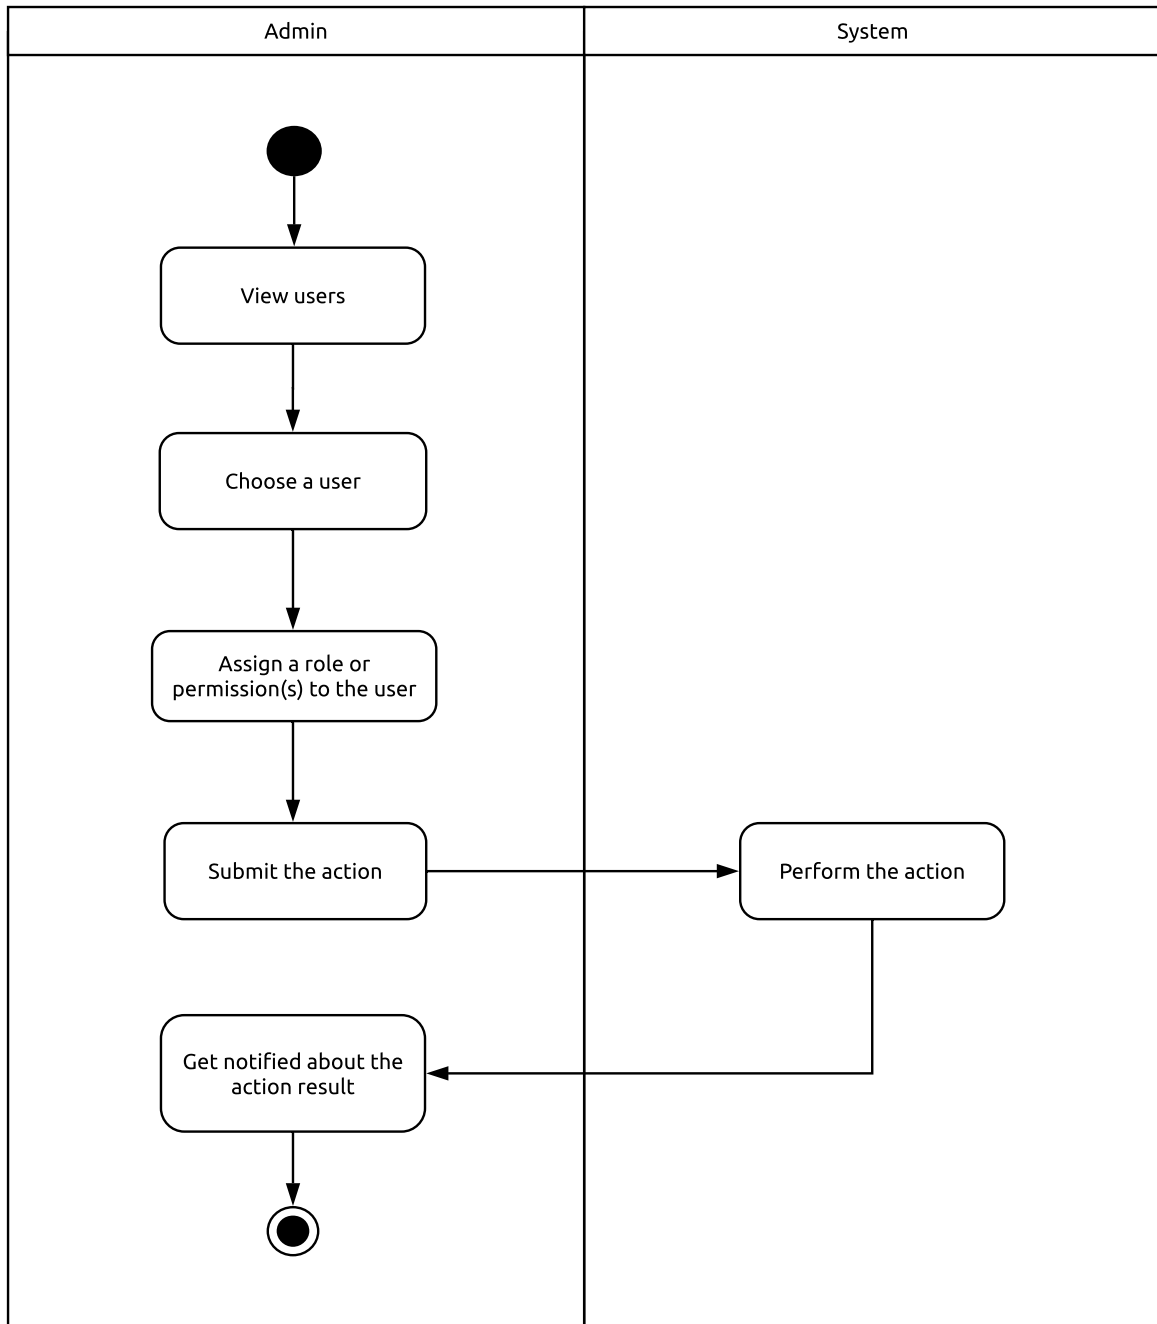 Admin
System
View users
Choose a user
Assign a role or
permission(s) to the user
Submit the action
Perform the action
Get notified about the
action result